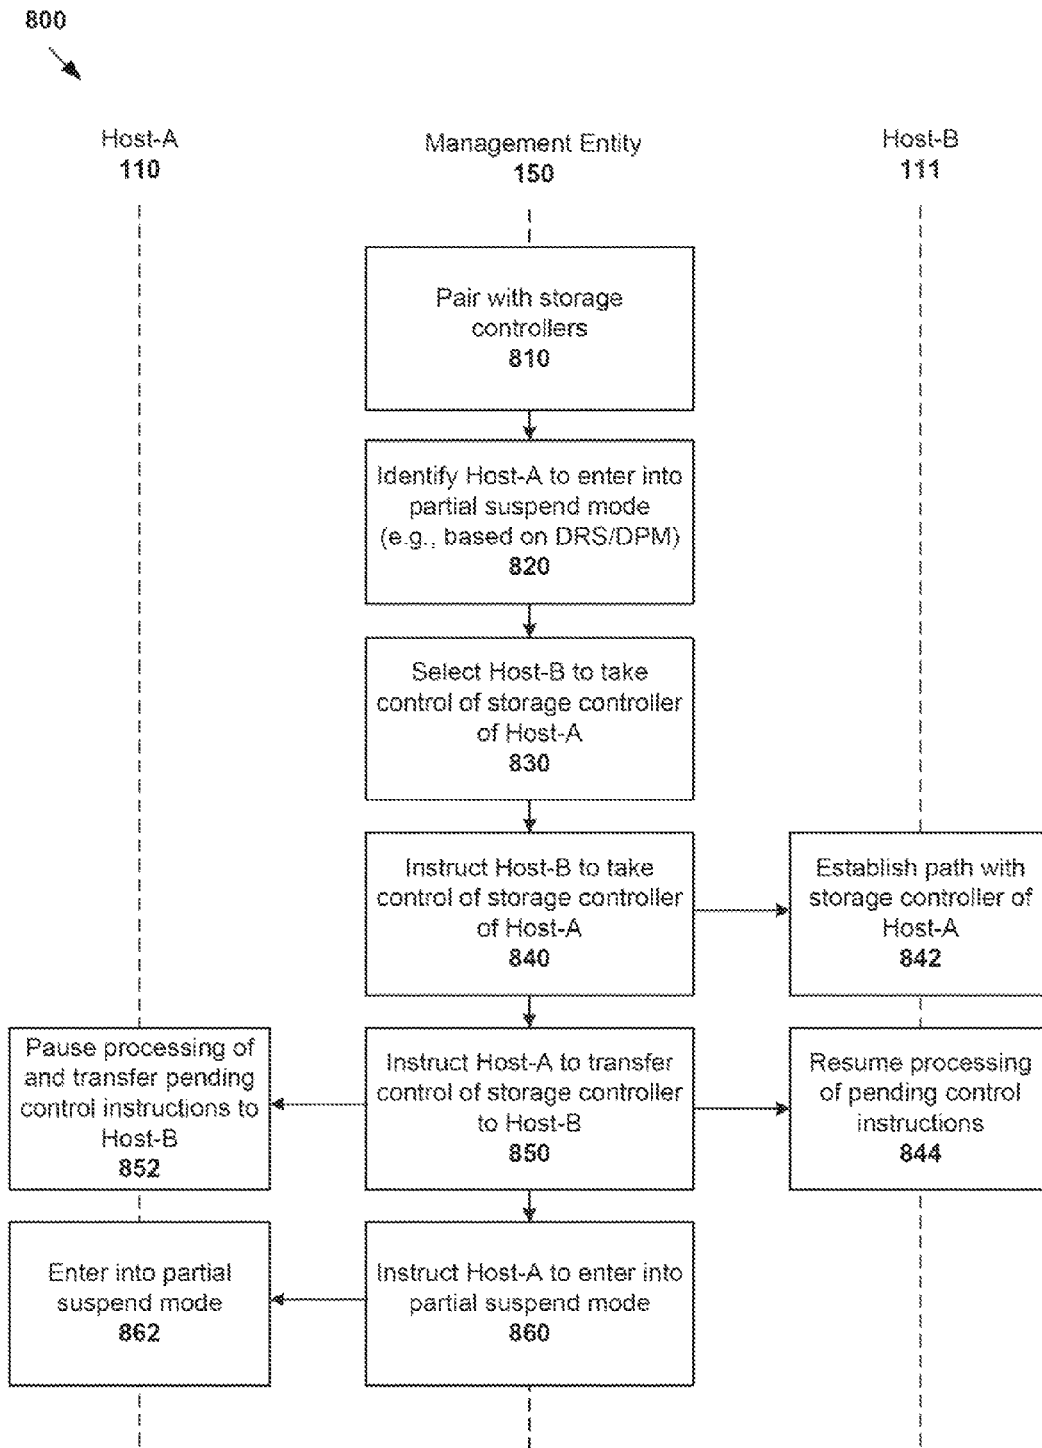 800
Host-A
110
Management Entity
150
Host-B
111
Pair with storage
controllers
810
Identify Host-A to enter into
partial suspend mode
(e.g., based on DRS/DPM)
820
Select Host-B to take
control of storage controller
of Host-A
830
Instruct Host-B to take
control of storage controller
of Host-A
840
Establish path with
storage controller of
Host-A
842
Pause processing of
and transfer pending
control instructions to
Host-B
852
Instruct Host-A to transfer
control of storage controller
to Host-B
850
Resume processing
of pending control
instructions
844
Enter into partial
suspend mode
862
Instruct Host-A to enter into
partial suspend mode
860